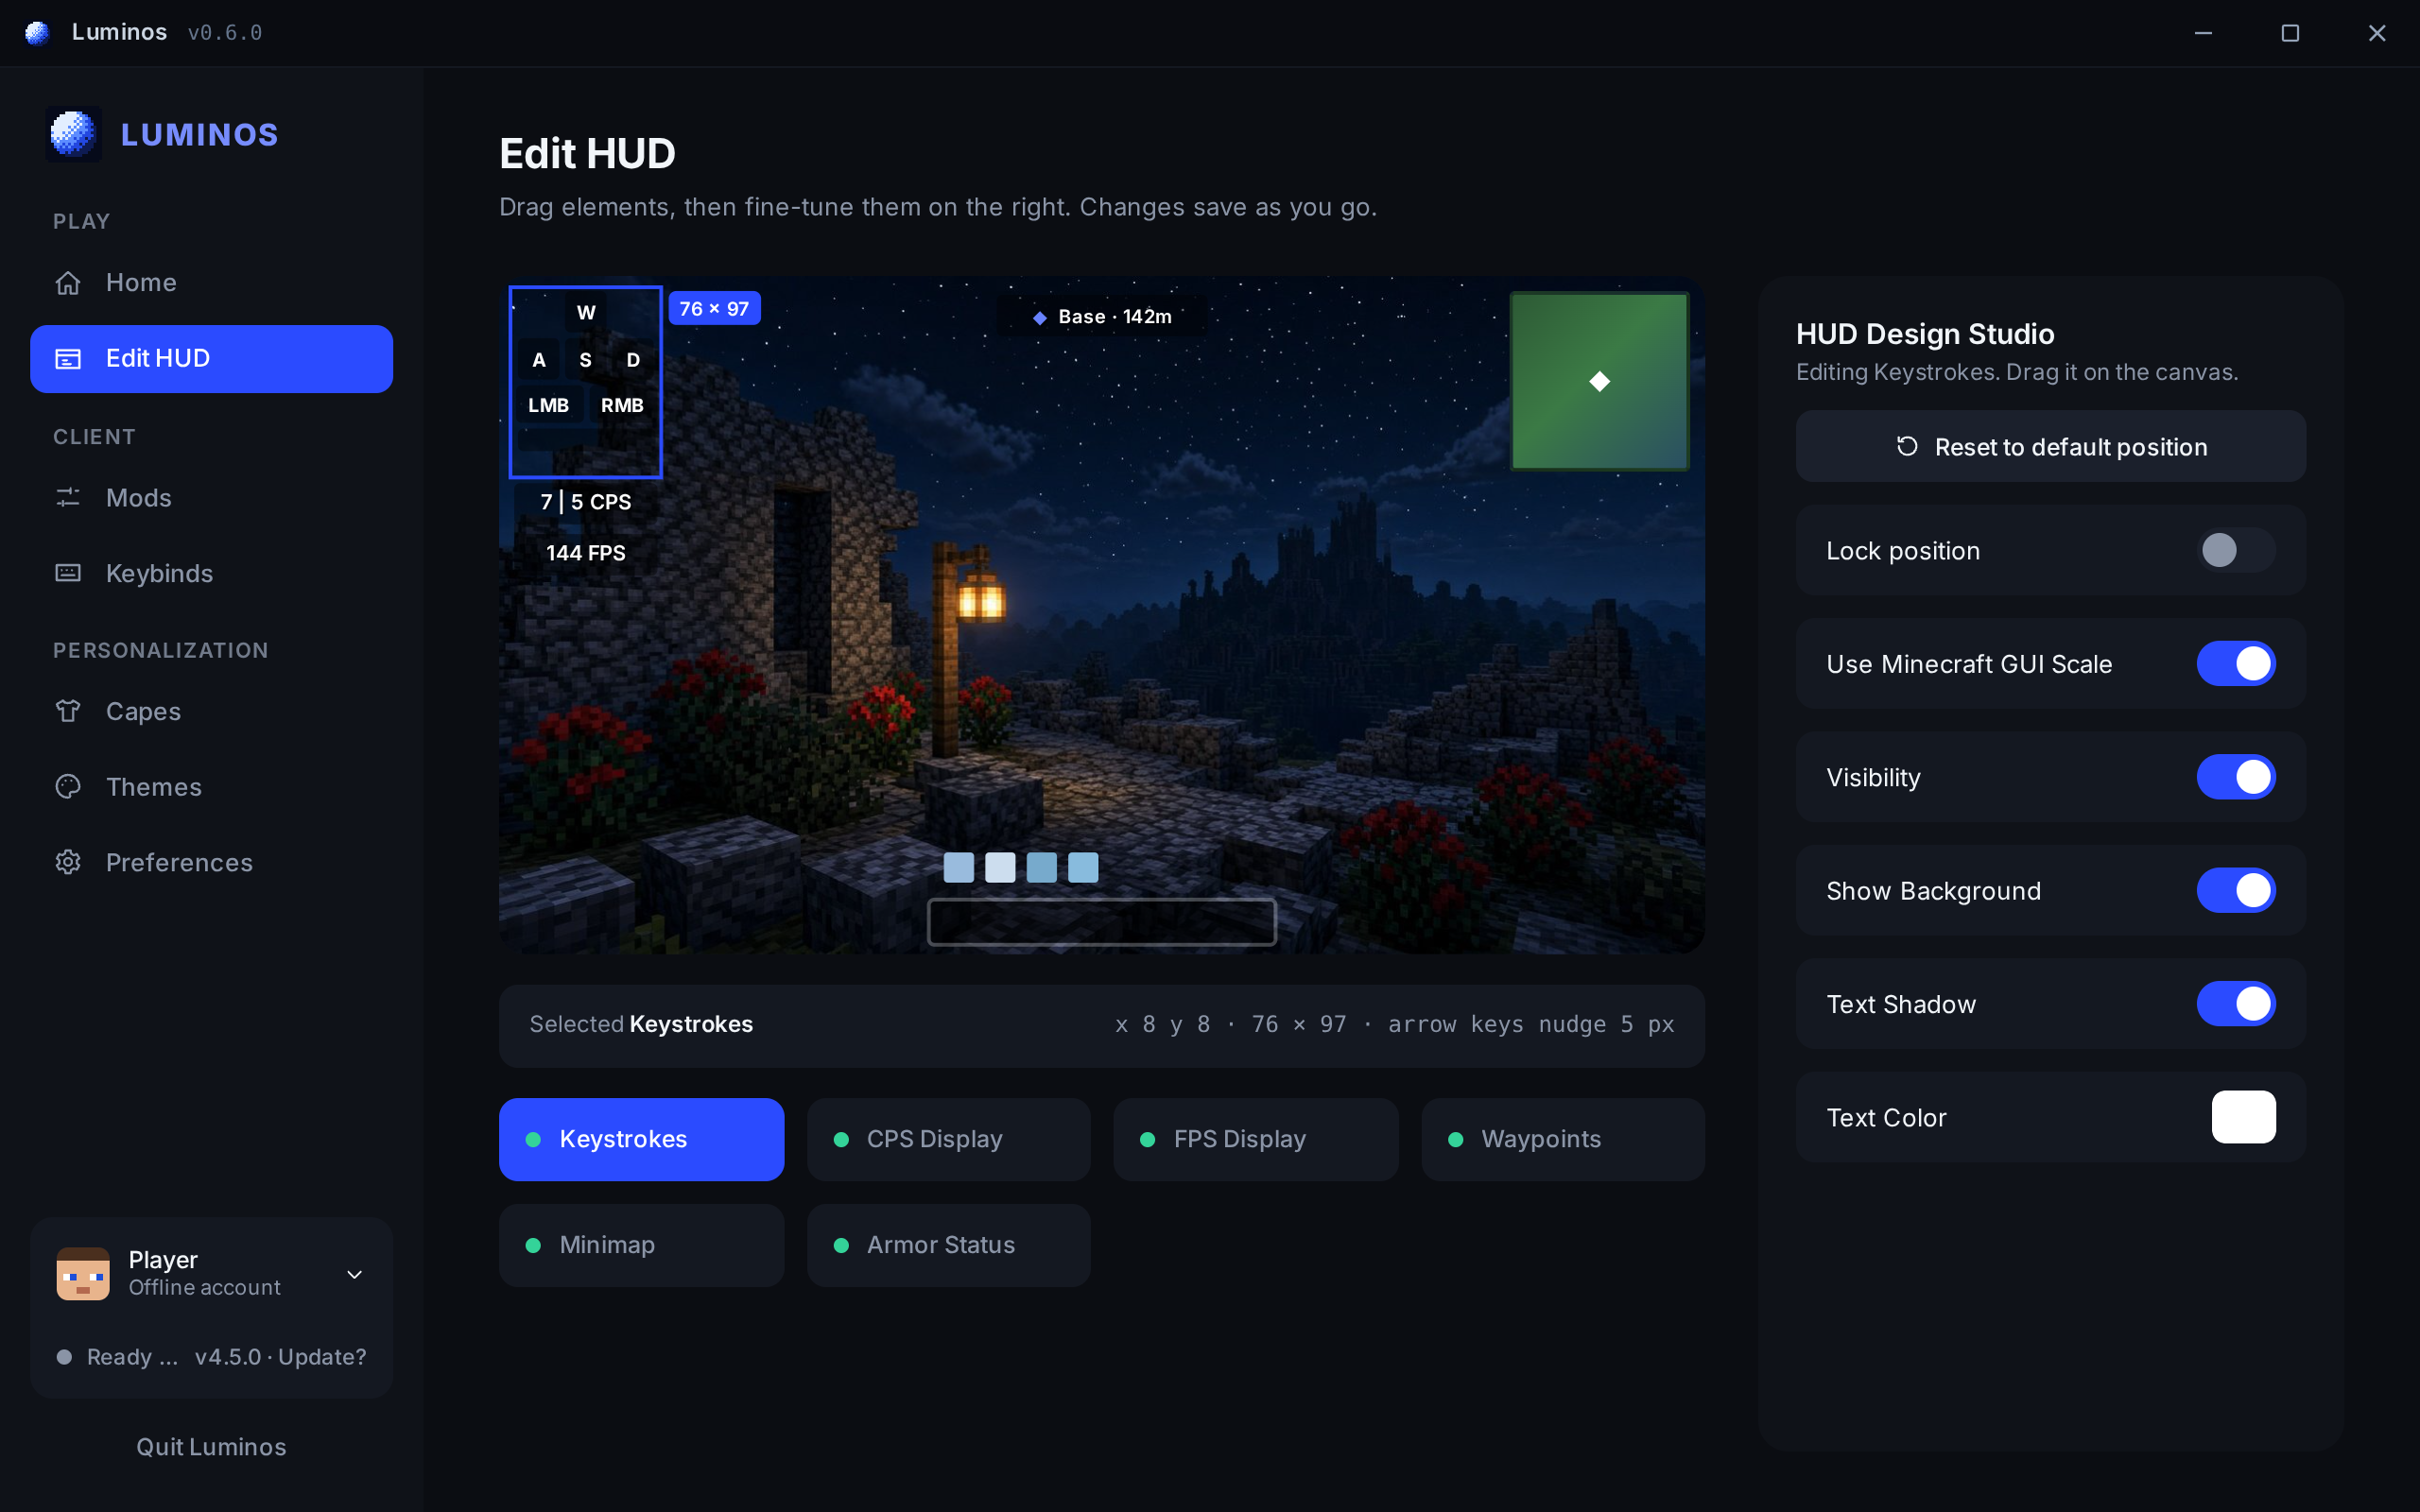 Luminos v0.6.0
LUMINOS
PLAY
Home
Edit HUD
CLIENT
Mods
Keybinds
PERSONALIZATION
Capes
Themes
Preferences
Player
Offline account
Ready ... v4.5.0 · Update?
Quit Luminos
Edit HUD
Drag elements, then fine-tune them on the right. Changes save as you go.
W
76 × 97
A S D
LMB RMB
7 | 5 CPS
144 FPS
Base · 142m
Selected Keystrokes
x 8 y 8 · 76 × 97 · arrow keys nudge 5 px
Keystrokes
CPS Display
FPS Display
Waypoints
Minimap
Armor Status
HUD Design Studio
Editing Keystrokes. Drag it on the canvas.
Reset to default position
Lock position
Use Minecraft GUI Scale
Visibility
Show Background
Text Shadow
Text Color